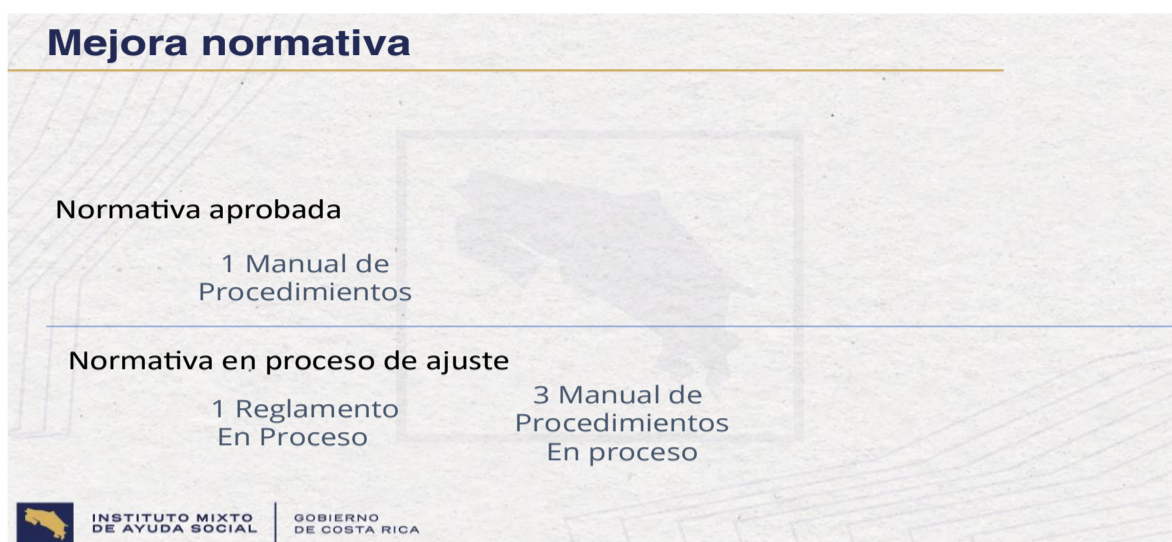 Mejora normativa
Normativa aprobada
1 Manual de
Procedimientos
Normativa en proceso de ajuste
1 Reglamento
En Proceso
3 Manual de
Procedimientos
En proceso
INSTITUTO MIXTO
DE AYUDA SOCIAL
GOBIERNO
DE COSTA RICA